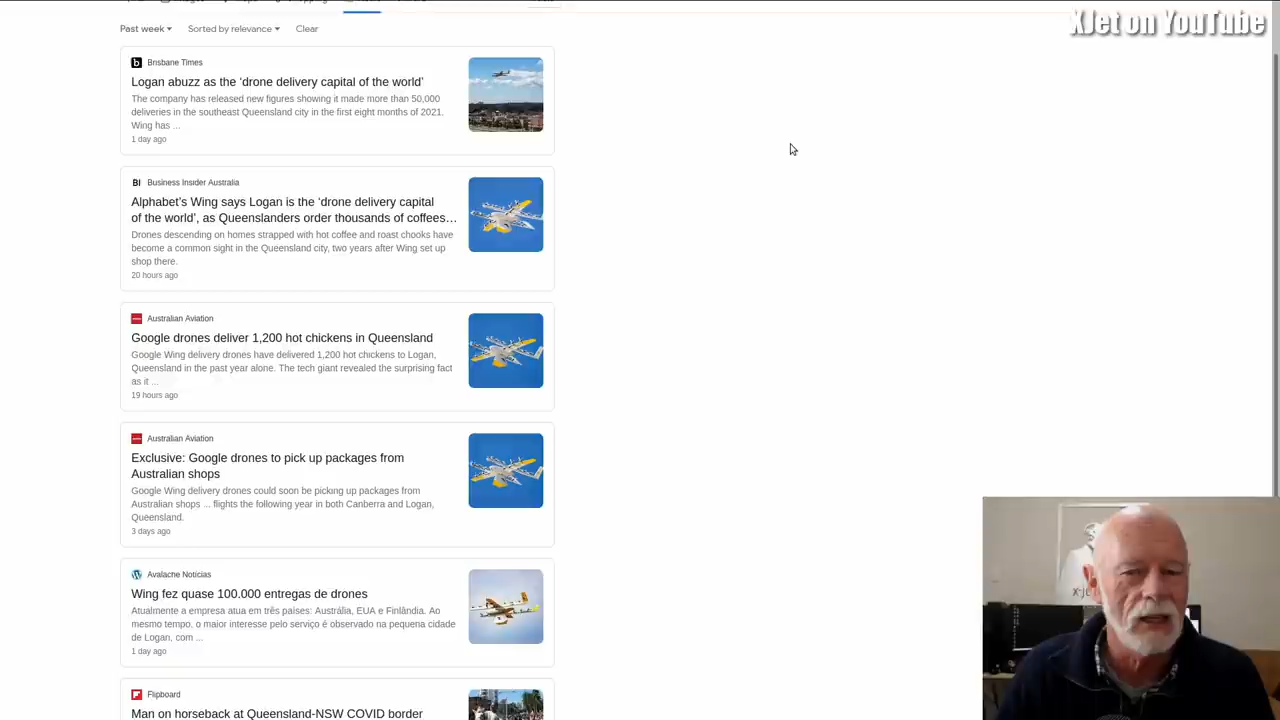 XJet on YouTube
Past week
Sorted by relevance
Clear
Brisbane Times
Logan abuzz as the ‘drone delivery capital of the world’
The company has released new figures showing it made more than 50,000
deliveries in the southeast Queensland city in the first eight months of 2021.
Wing has ...
1 day ago
BI
Business Insider Australia
Alphabet’s Wing says Logan is the ‘drone delivery capital
of the world’, as Queenslanders order thousands of coffees…
Drones descending on homes strapped with hot coffee and roast chooks have
become a common sight in the Queensland city, two years after Wing set up
shop there.
20 hours ago
Australian Aviation
Google drones deliver 1,200 hot chickens in Queensland
Google Wing delivery drones have delivered 1,200 hot chickens to Logan,
Queensland in the past year alone. The tech giant revealed the surprising fact
as it ...
19 hours ago
Australian Aviation
Exclusive: Google drones to pick up packages from
Australian shops
Google Wing delivery drones could soon be picking up packages from
Australian shops ... flights the following year in both Canberra and Logan,
Queensland.
3 days ago
Avalache Notícias
Wing fez quase 100.000 entregas de drones
Atualmente a empresa atua em três países: Austrália, EUA e Finlândia. Ao
mesmo tempo, o maior interesse pelo serviço é observado na pequena cidade
de Logan, com ...
1 day ago
Flipboard
Man on horseback at Queensland-NSW COVID border